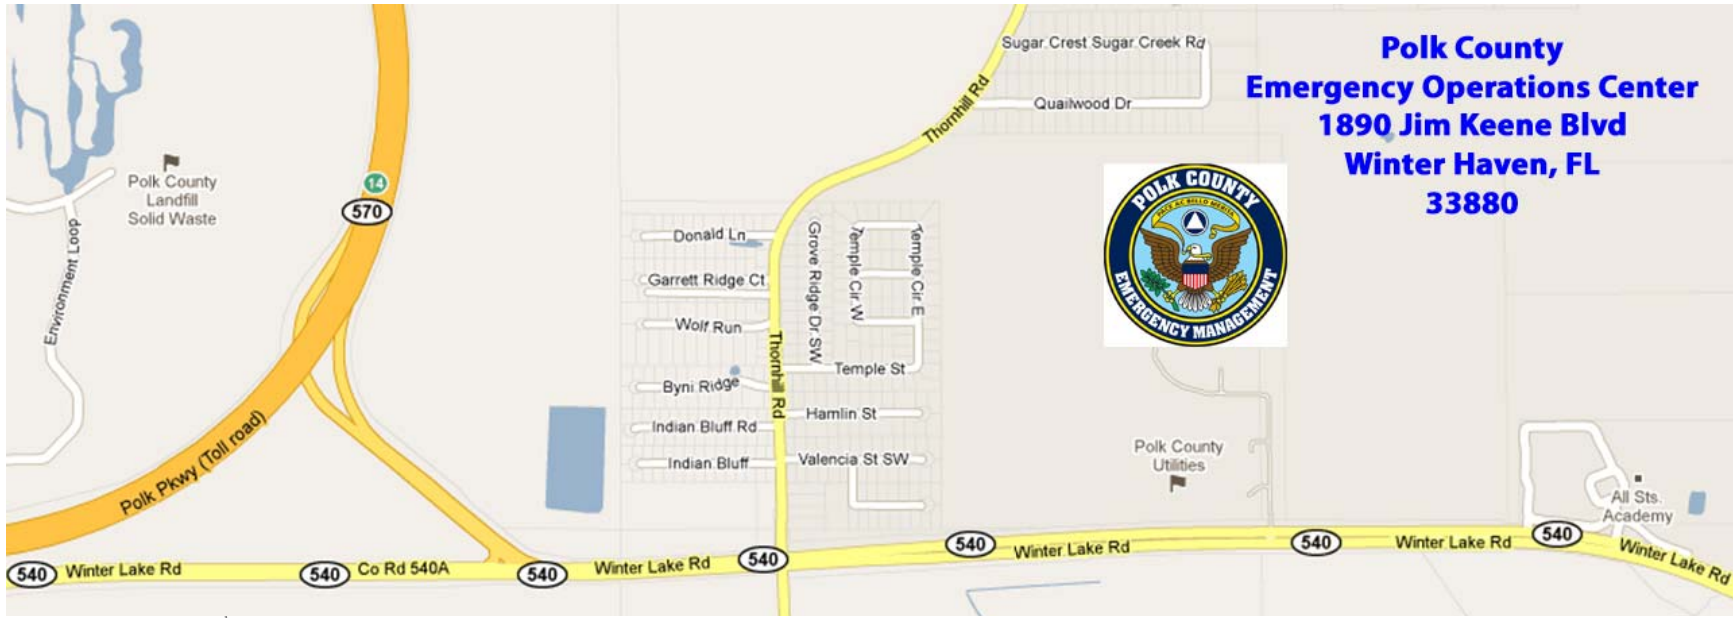 Polk County
Emergency Operations Center
1890 Jim Keene Blvd
Winter Haven, FL
33880
POLK COUNTY
PACE AC BELLO MERITA
EMERGENCY MANAGEMENT
Sugar Crest Sugar Creek Rd
Quailwood Dr
Thornhill Rd
Polk County
Landfill
Solid Waste
14
570
Environment Loop
Donald Ln
Garrett Ridge Ct
Wolf Run
Byni Ridge
Indian Bluff Rd
Indian Bluff
Thornhill Rd
Grove Ridge Dr SW
Temple Cir W
Temple Cir E
Temple St
Hamlin St
Valencia St SW
Polk County
Utilities
All Sts.
Academy
Polk Pkwy (Toll road)
540
Winter Lake Rd
540
Co Rd 540A
540
Winter Lake Rd
540
540
Winter Lake Rd
540
Winter Lake Rd
540
Winter Lake Rd